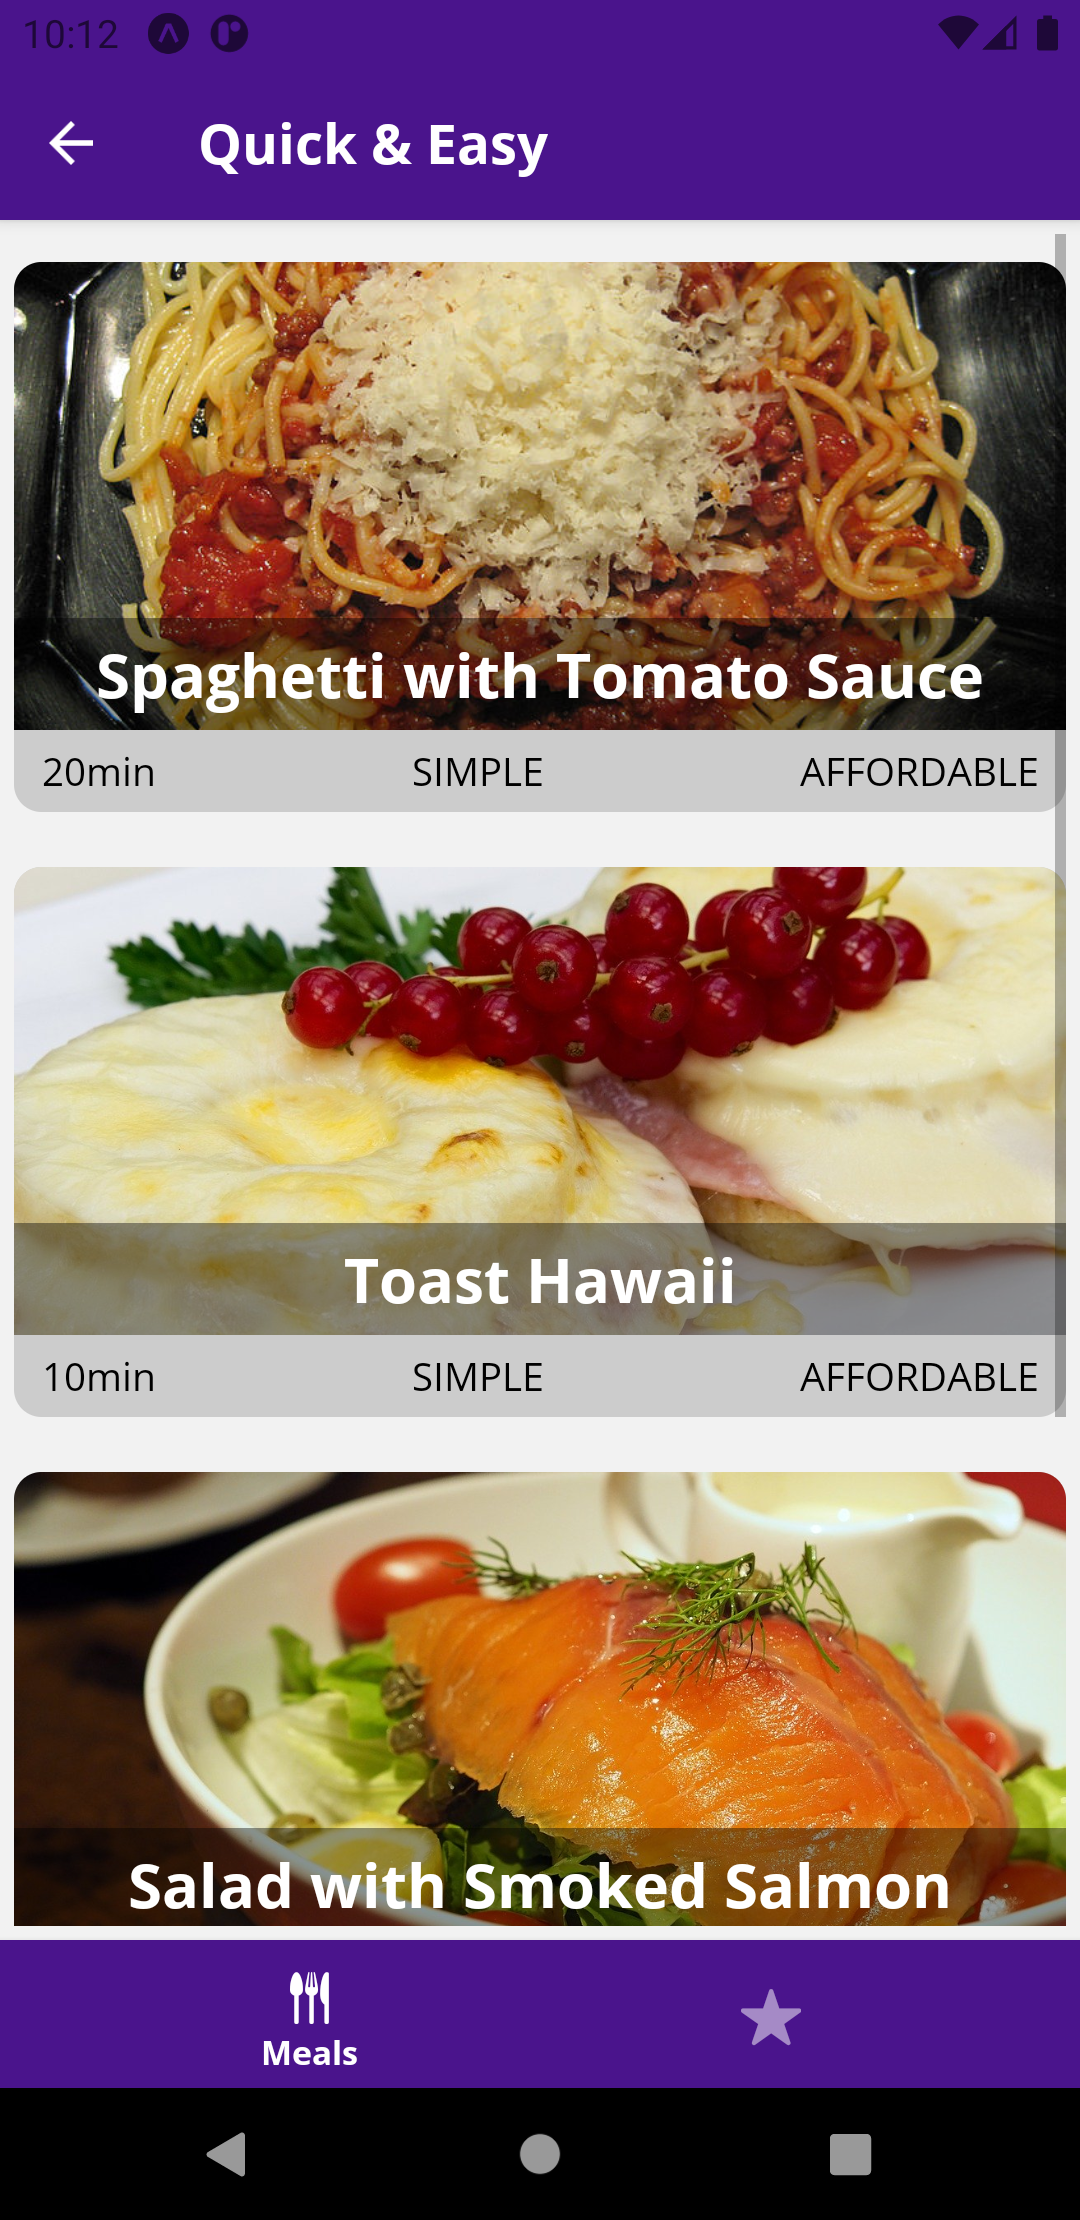 10:12
Quick & Easy
Spaghetti with Tomato Sauce
20min SIMPLE AFFORDABLE
Toast Hawaii
10min SIMPLE AFFORDABLE
Salad with Smoked Salmon
Meals